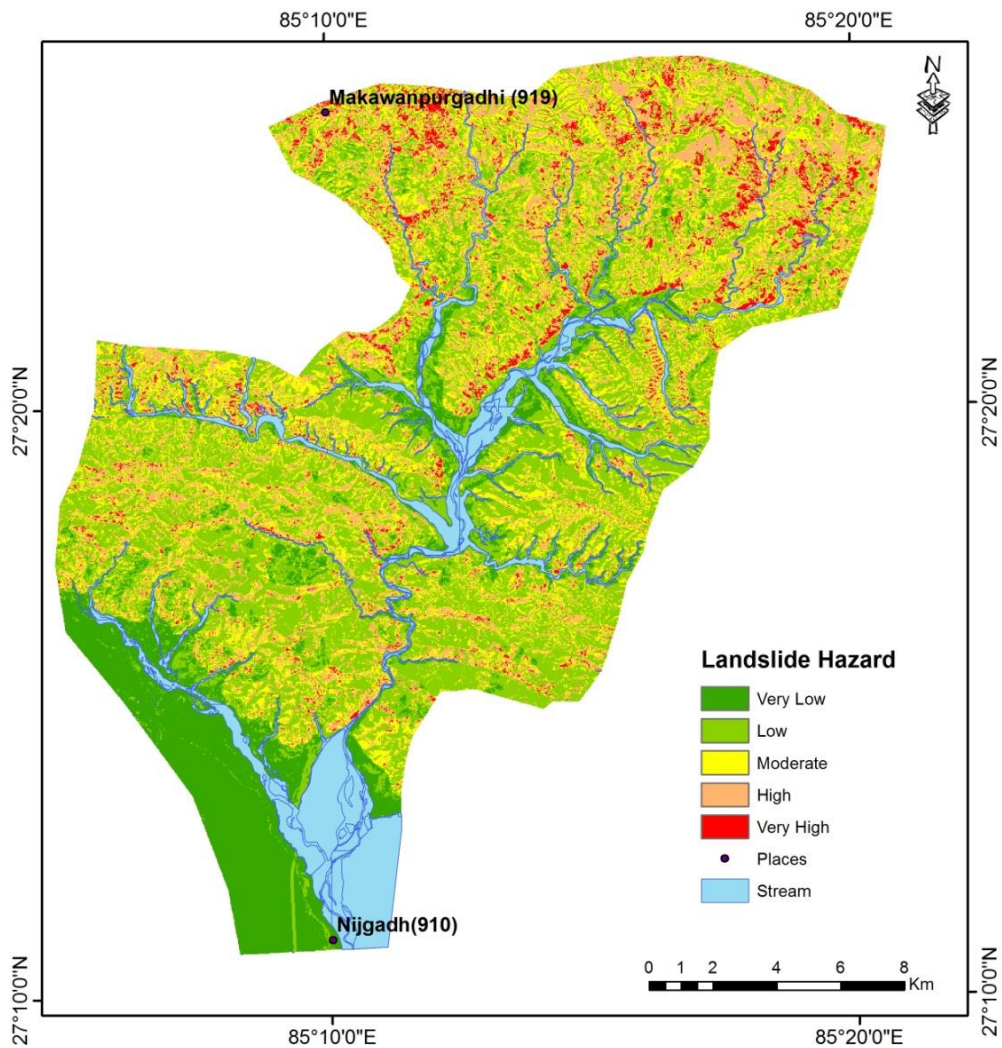 85°10'0"E
85°20'0"E
N
Makawanpurgadhi (919)
27°20'0"N
27°20'0"N
Landslide Hazard
Very Low
Low
Moderate
High
Very High
Places
Stream
Nijgadh(910)
0 1 2 4 6 8
Km
27°10'0"N
27°10'0"N
85°10'0"E
85°20'0"E